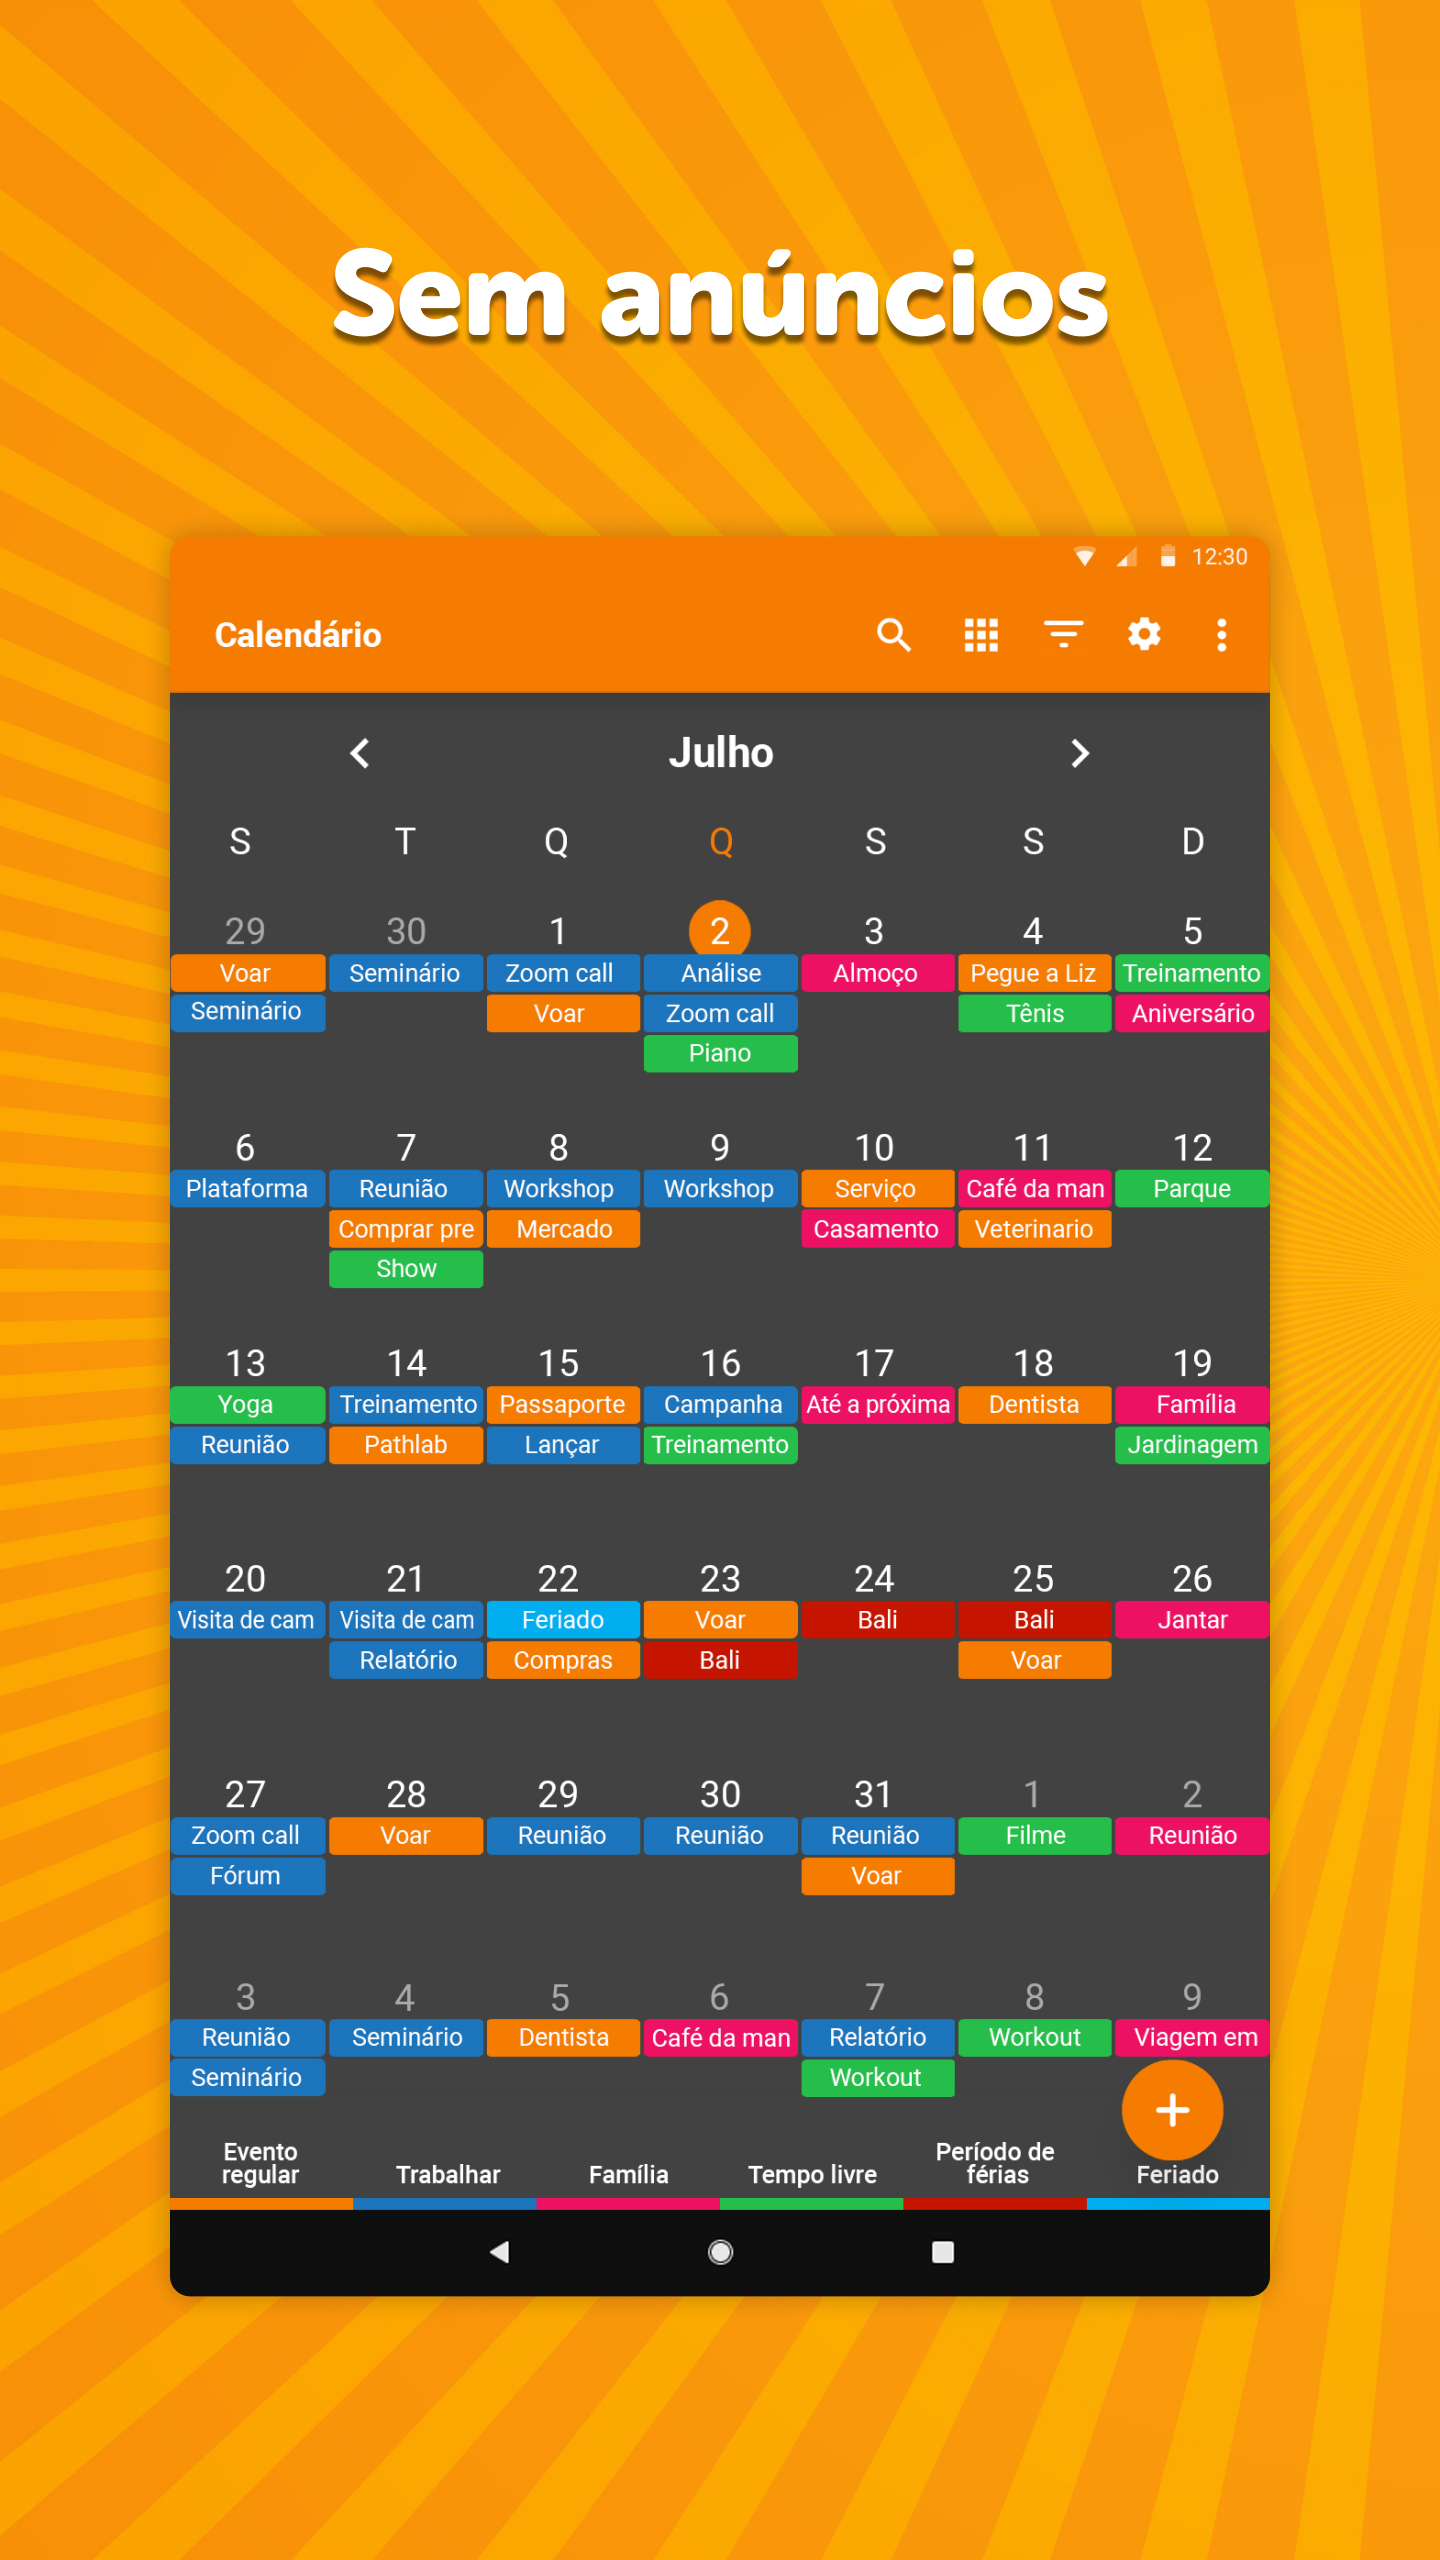 Sem anúncios
12:30
Calendário
Julho
S T Q Q S S D
29 30 1 2 3 4 5
Voar Seminário Zoom call Análise Almoço Pegue a Liz Treinamento
Seminário Voar Zoom call Tênis Aniversário
Piano
6 7 8 9 10 11 12
Plataforma Reunião Workshop Workshop Serviço Café da man Parque
Comprar pre Mercado Casamento Veterinario
Show
13 14 15 16 17 18 19
Yoga Treinamento Passaporte Campanha Até a próxima Dentista Família
Reunião Pathlab Lançar Treinamento Jardinagem
20 21 22 23 24 25 26
Visita de cam Visita de cam Feriado Voar Bali Bali Jantar
Relatório Compras Bali Voar
27 28 29 30 31 1 2
Zoom call Voar Reunião Reunião Reunião Filme Reunião
Fórum Voar
3 4 5 6 7 8 9
Reunião Seminário Dentista Café da man Relatório Workout Viagem em
Seminário Workout
Evento
regular
Trabalhar
Família
Tempo livre
Período de
férias
Feriado